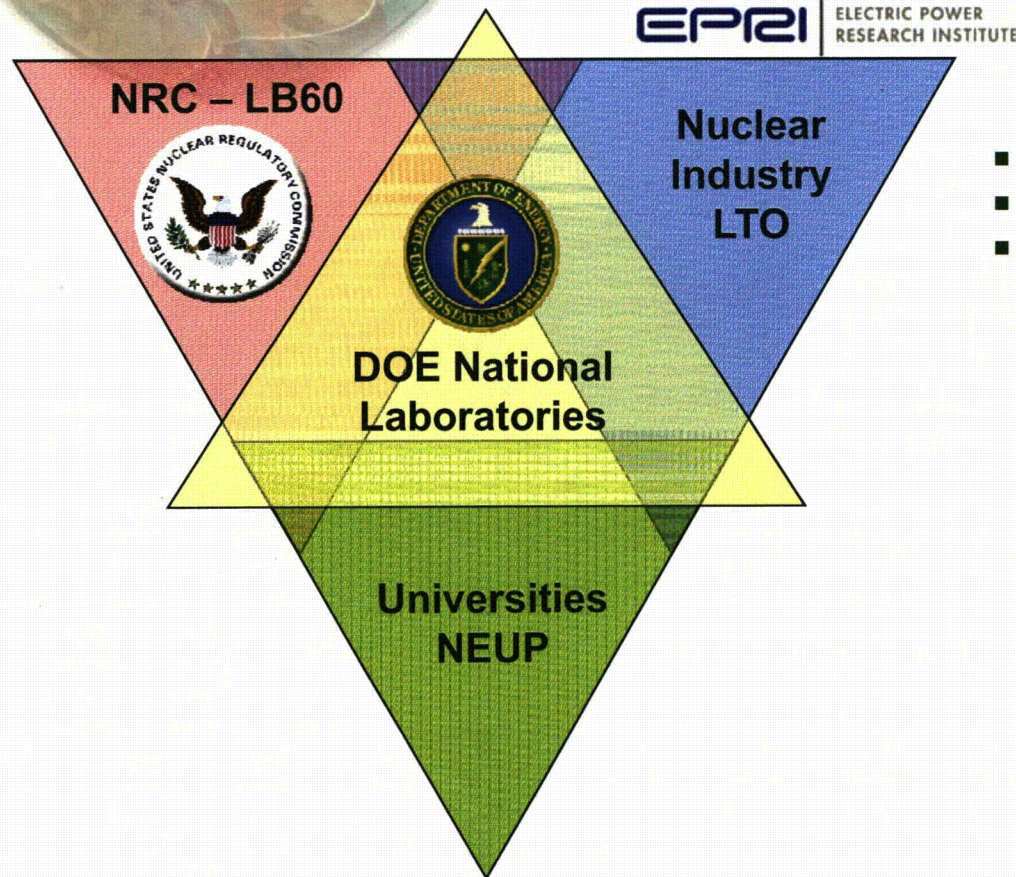 EPRI
ELECTRIC POWER
RESEARCH INSTITUTE
NRC – LB60
UNITED STATES NUCLEAR REGULATORY COMMISSION
Nuclear
Industry
LTO
DEPARTMENT OF ENERGY
UNITED STATES OF AMERICA
DOE National
Laboratories
Universities
NEUP